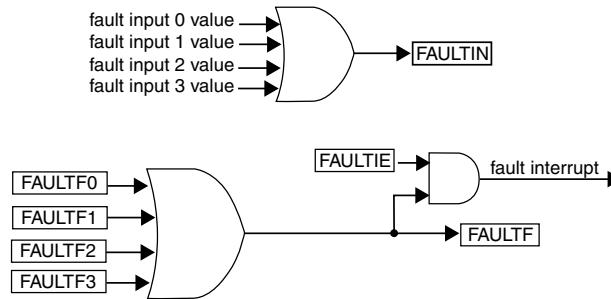 fault input 0 value
fault input 1 value
fault input 2 value
fault input 3 value
FAULTIN
FAULTIE
fault interrupt
FAULTF0
FAULTF1
FAULTF2
FAULTF3
FAULTF